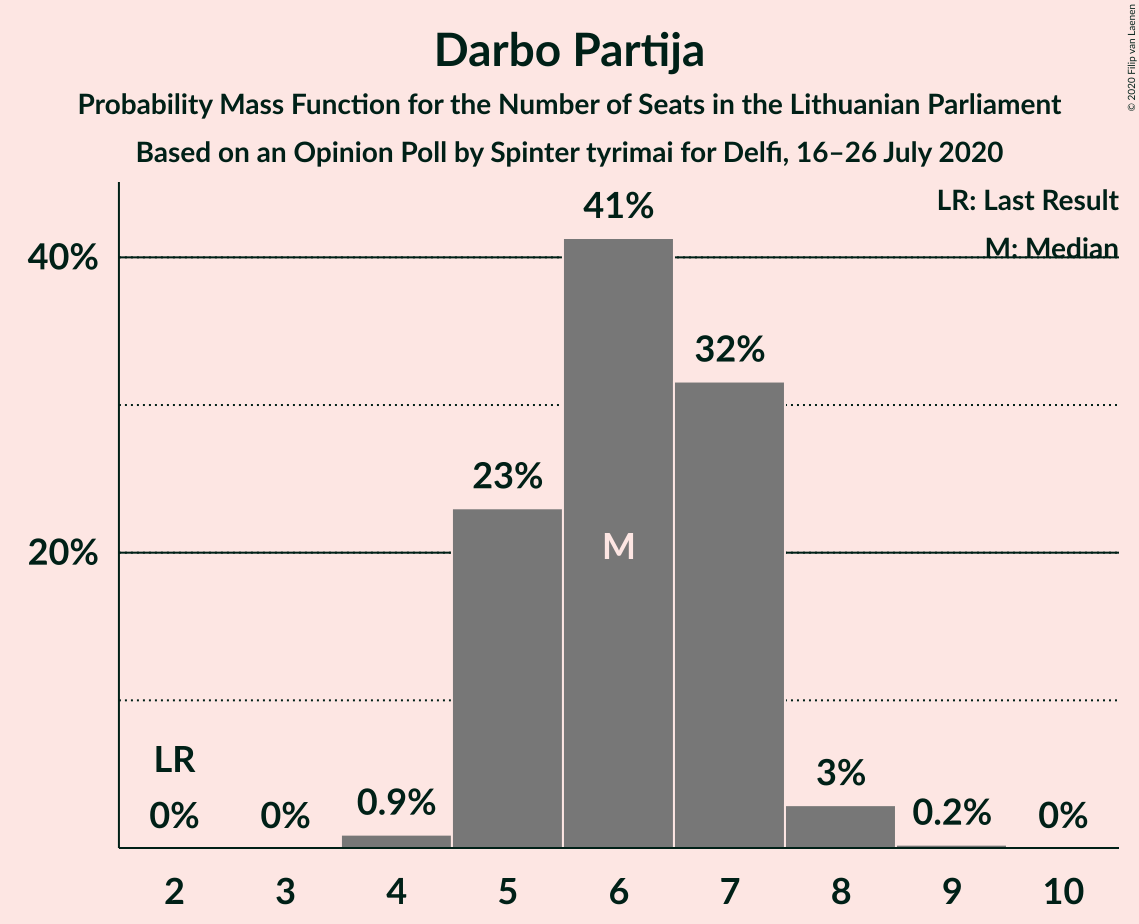 Darbo Partija
Probability Mass Function for the Number of Seats in the Lithuanian Parliament
Based on an Opinion Poll by Spinter tyrimai for Delfi, 16–26 July 2020
© 2020 Filip van Laenen
LR: Last Result
M: Median
40%
20%
LR
0%
0%
0.9%
23%
41%
M
32%
3%
0.2%
0%
2 3 4 5 6 7 8 9 10